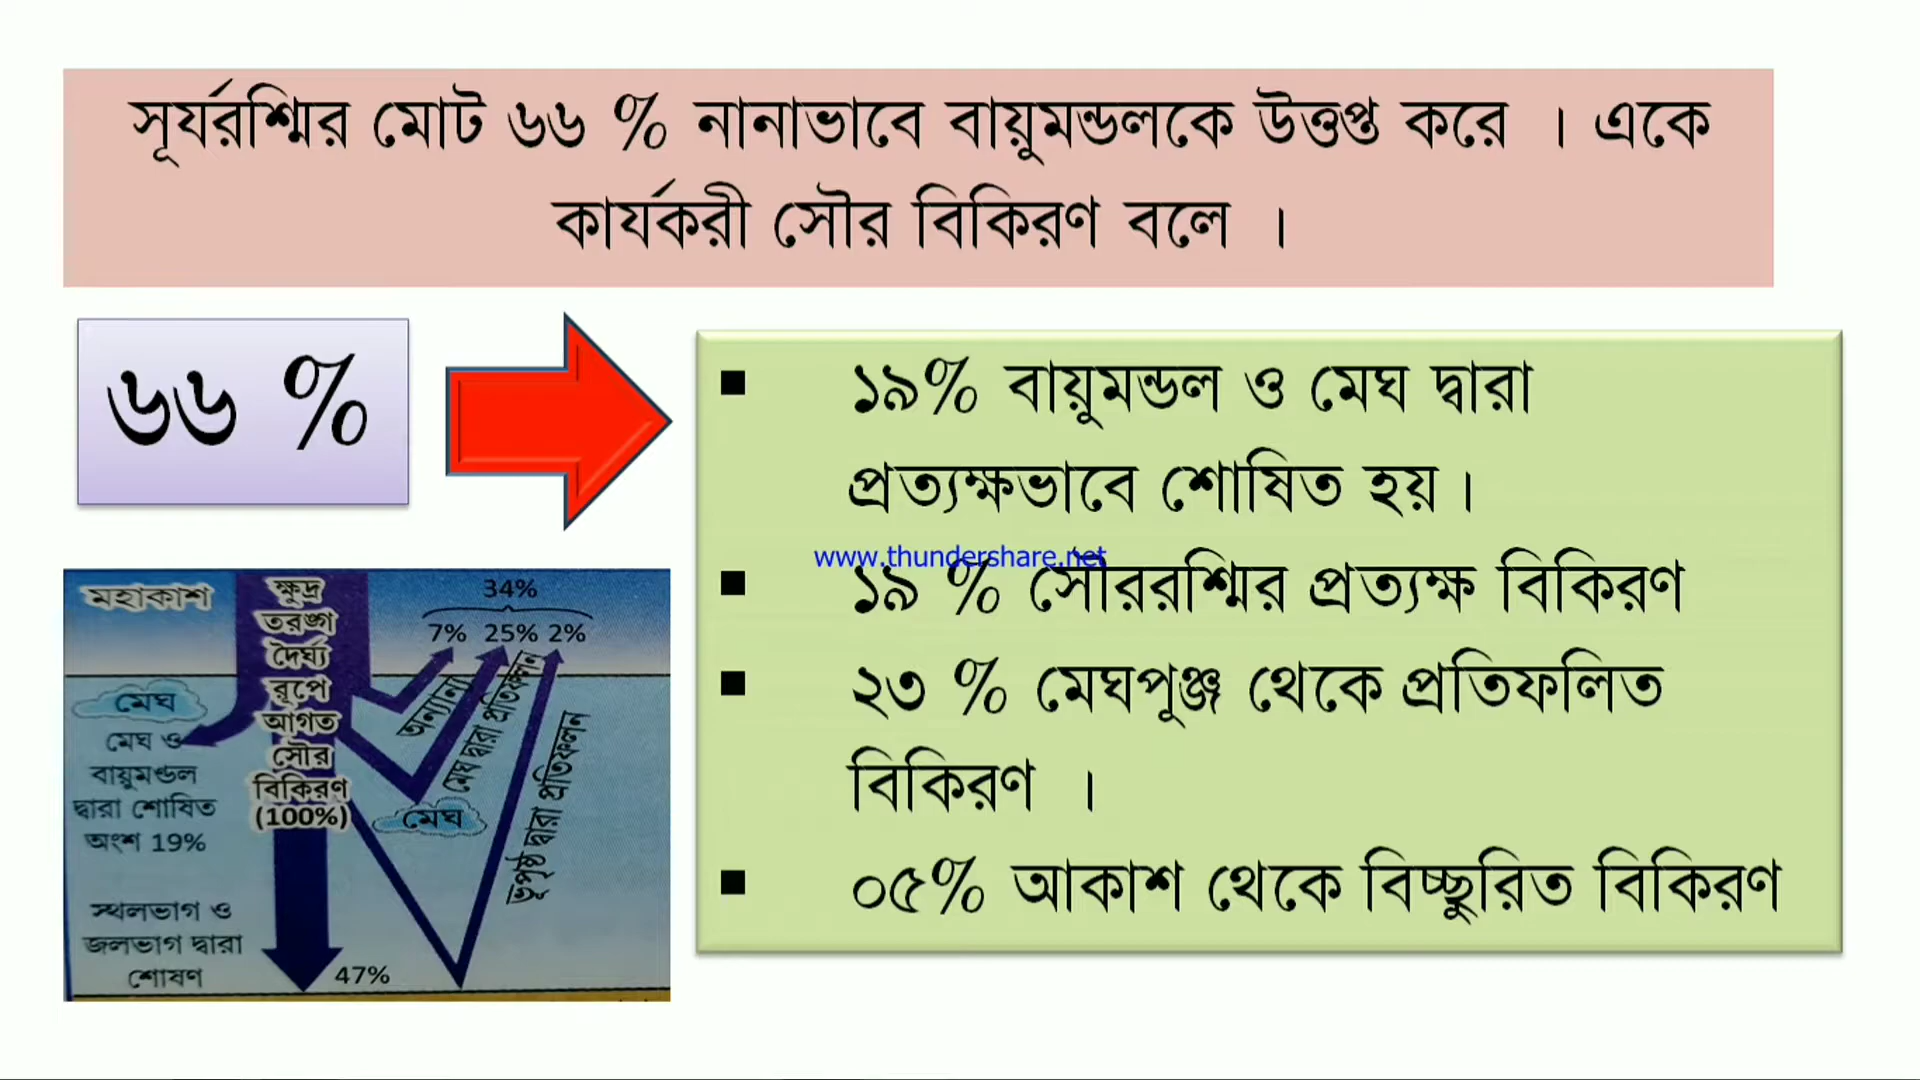 সূর্যরশ্মির মোট ৬৬ % নানাভাবে বায়ুমন্ডলকে উত্তপ্ত করে । একে
কার্যকরী সৌর বিকিরণ বলে ।
৬৬ %
১৯% বায়ুমন্ডল ও মেঘ দ্বারা
প্রত্যক্ষভাবে শোষিত হয় ।
www.thundershare.net
১৯ % সৌররশ্মির প্রত্যক্ষ বিকিরণ
২৩ % মেঘপুঞ্জ থেকে প্রতিফলিত
বিকিরণ ।
০৫% আকাশ থেকে বিচ্ছুরিত বিকিরণ
মহাকাশ
ক্ষুদ্র
তরঙ্গ
দৈর্ঘ্য
রূপে
আগত
সৌর
বিকিরণ
(100%)
34%
7% 25% 2%
অন্যান্য
মেঘ দ্বারা প্রতিফলন
ভূপৃষ্ঠ দ্বারা প্রতিফলন
মেঘ
মেঘ ও
বায়ুমণ্ডল
দ্বারা শোষিত
অংশ 19%
মেঘ
স্থলভাগ ও
জলভাগ দ্বারা
শোষণ
47%